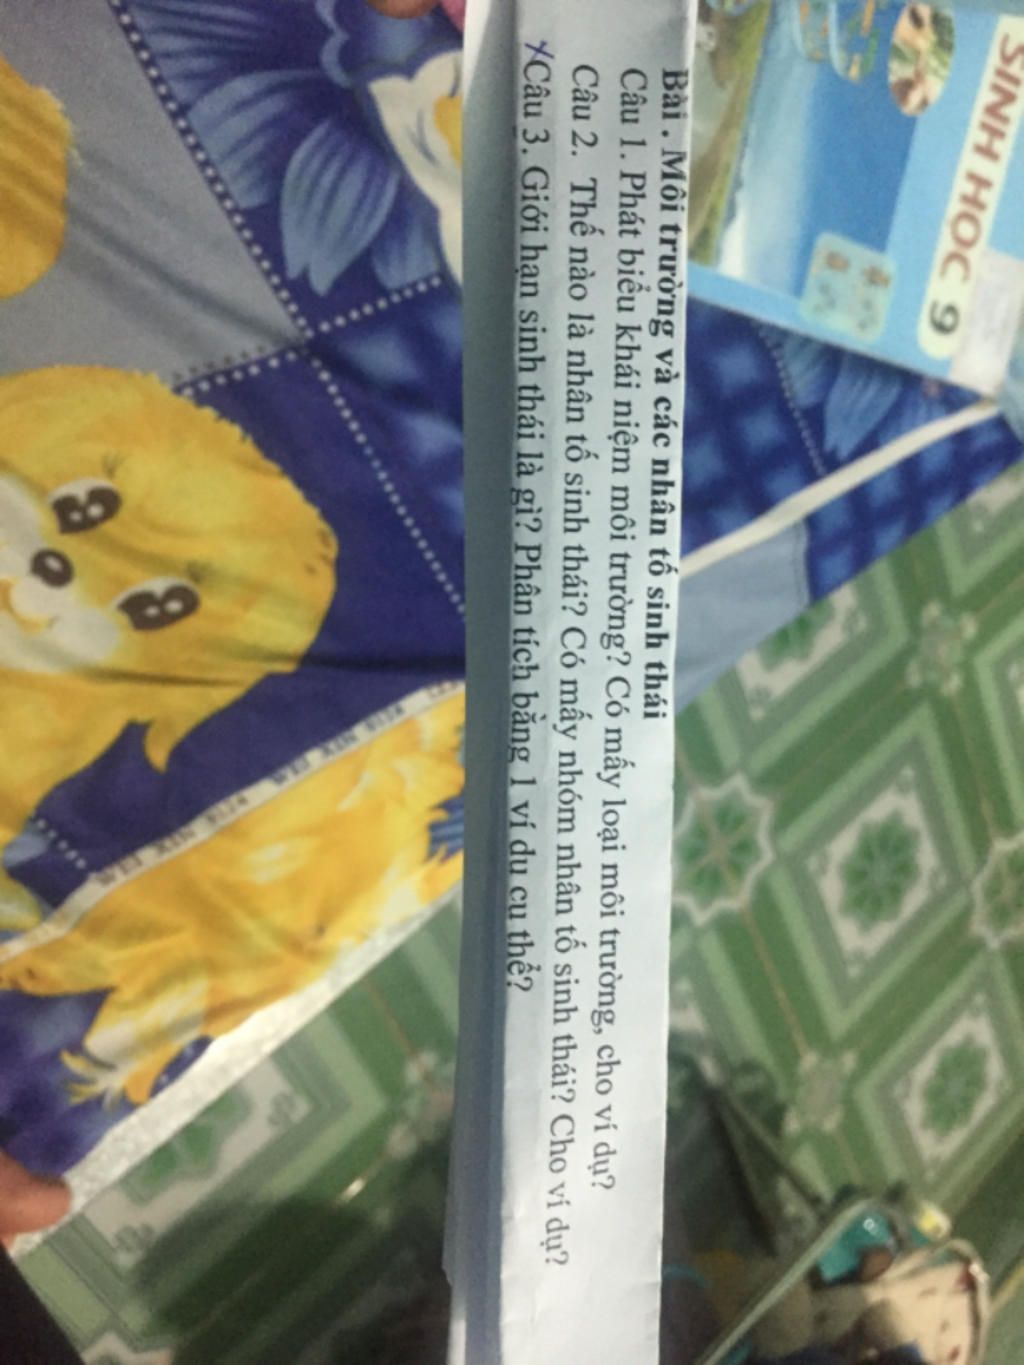 SINH HỌC 9
Bài . Môi trường và các nhân tố sinh thái
Câu 1. Phát biểu khái niệm môi trường? Có mấy loại môi trường, cho ví dụ?
Câu 2. Thế nào là nhân tố sinh thái? Có mấy nhóm nhân tố sinh thái? Cho ví dụ?
Câu 3. Giới hạn sinh thái là gì? Phân tích bằng 1 ví dụ cụ thể?